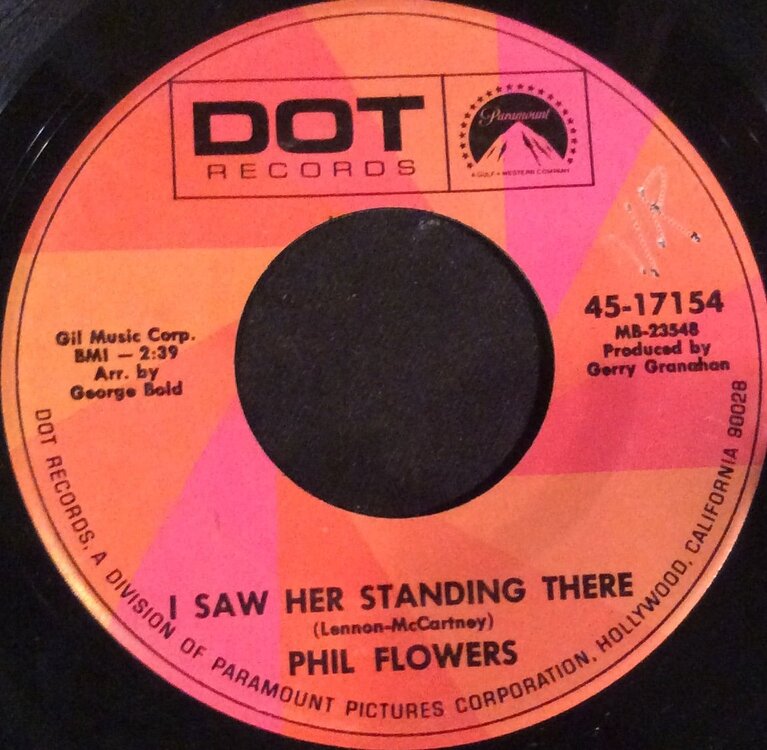 DOT
RECORDS
Paramount
A GULF + WESTERN COMPANY
Gil Music Corp.
BMI — 2:39
Arr. by
George Bold
45-17154
MB-23548
Produced by
Gerry Granahan
I SAW HER STANDING THERE
(Lennon-McCartney)
PHIL FLOWERS
DOT RECORDS, A DIVISION OF PARAMOUNT PICTURES CORPORATION, HOLLYWOOD, CALIFORNIA 90028